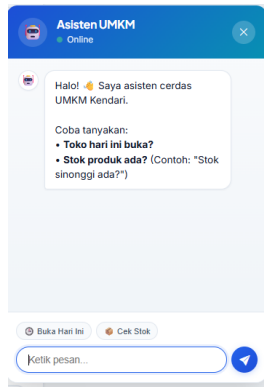 Asisten UMKM
Online
Halo! 👋 Saya asisten cerdas
UMKM Kendari.
Coba tanyakan:
• Toko hari ini buka?
• Stok produk ada? (Contoh: "Stok
sinonggi ada?")
🕒 Buka Hari Ini
📦 Cek Stok
Ketik pesan...